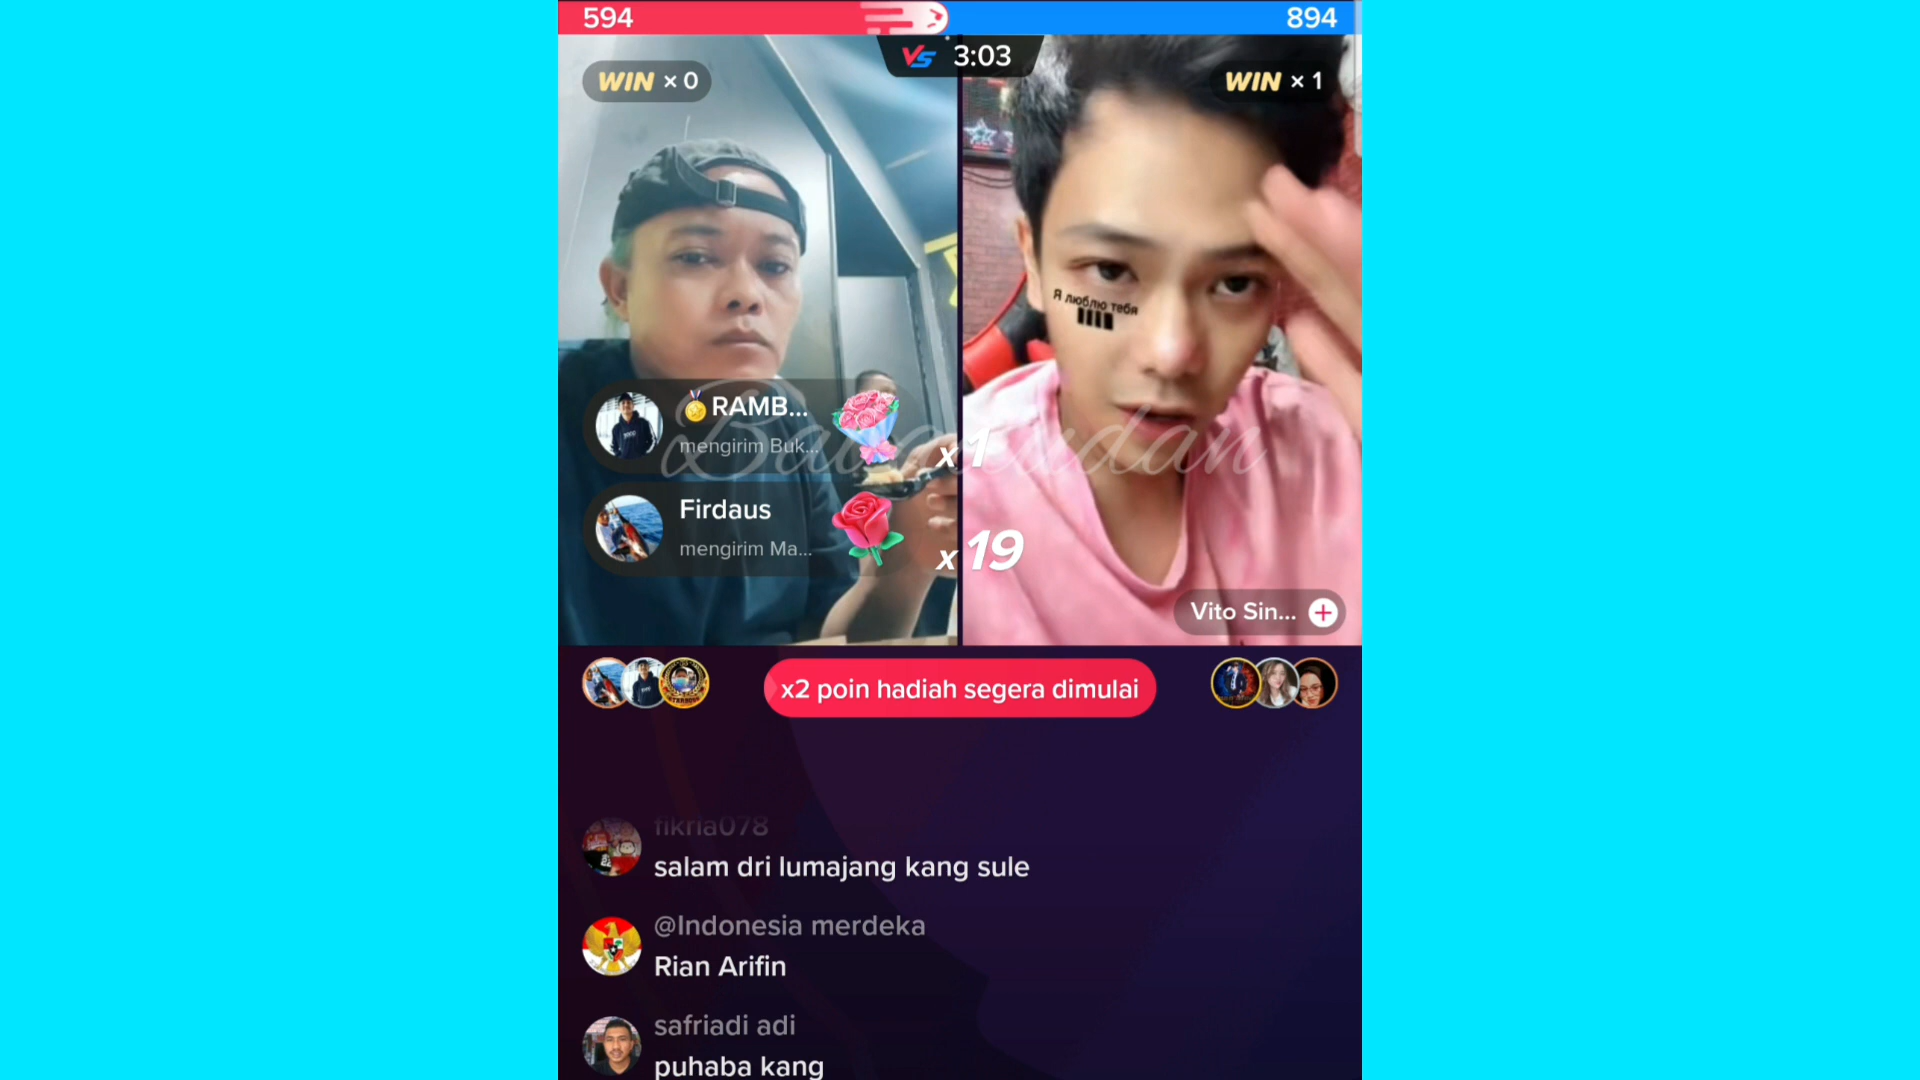 594
894
VS 3:03
WIN × 0
WIN × 1
Я люблю тебя
RAMB...
mengirim Buk...
x1
Firdaus
mengirim Ma...
x19
Vito Sin...
x2 poin hadiah segera dimulai
fikria078
salam dri lumajang kang sule
@Indonesia merdeka
Rian Arifin
safriadi adi
puhaba kang